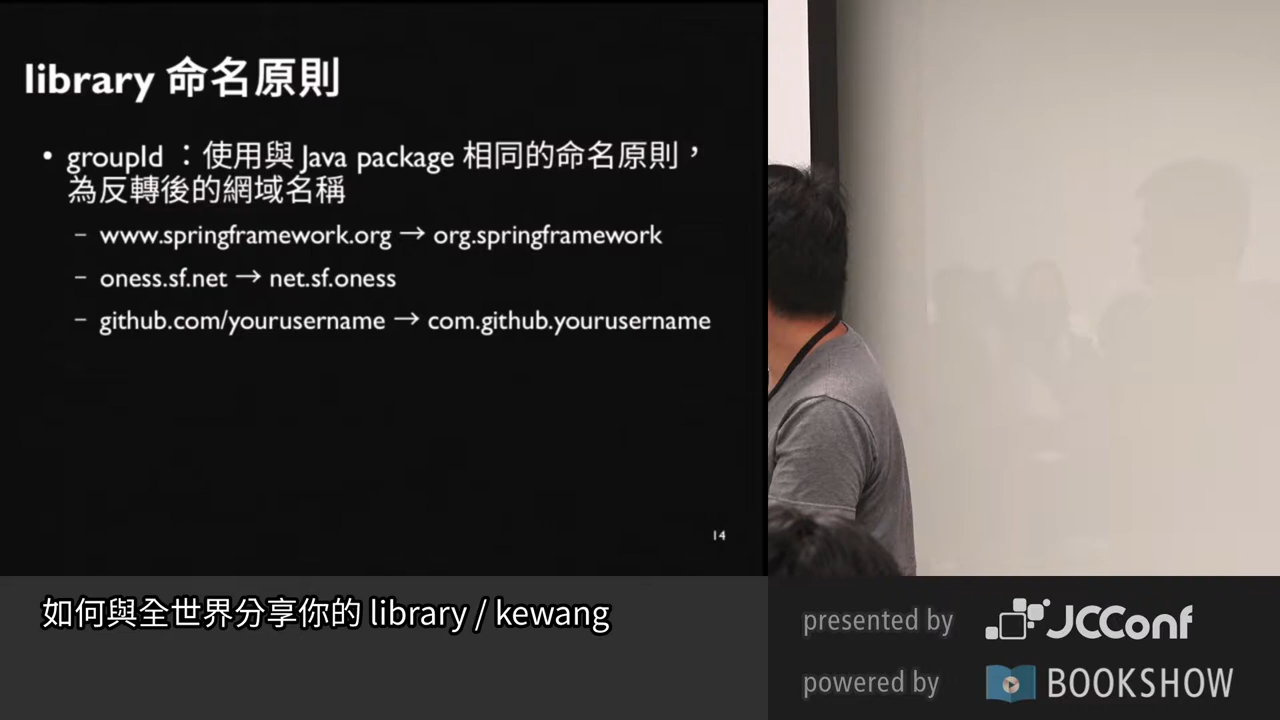 library 命名原則
• groupId ：使用與 Java package 相同的命名原則，
為反轉後的網域名稱
– www.springframework.org → org.springframework
– oness.sf.net → net.sf.oness
– github.com/yourusername → com.github.yourusername
14
如何與全世界分享你的 library / kewang
presented by JCConf
powered by BOOKSHOW